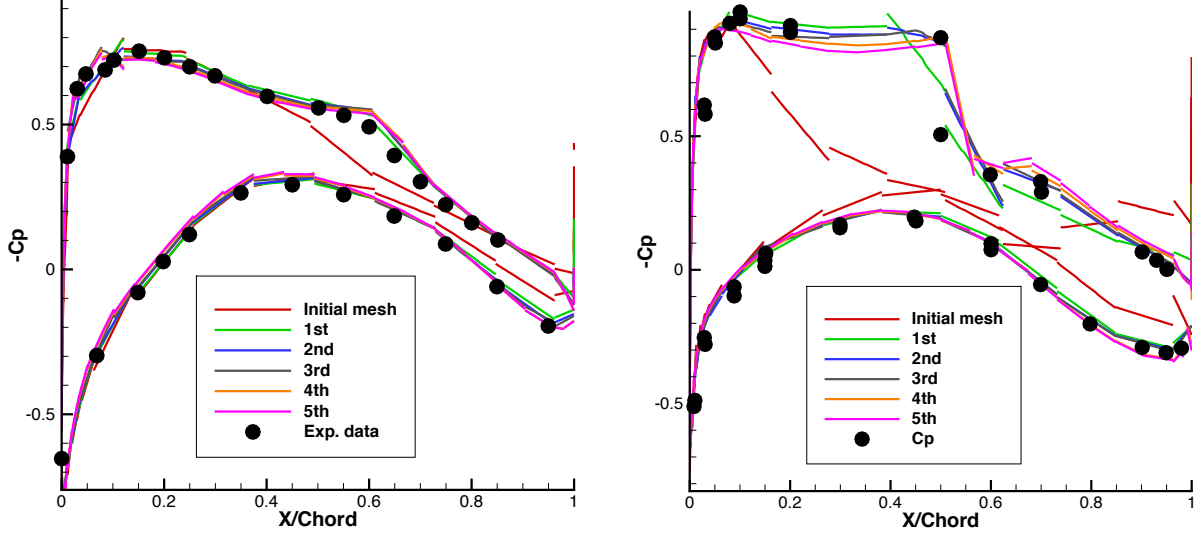 -Cp
0.5
0
-0.5
0
0.2
0.4
0.6
0.8
1
X/Chord
Initial mesh
1st
2nd
3rd
4th
5th
Exp. data
-Cp
0.5
0
-0.5
0
0.2
0.4
0.6
0.8
1
X/Chord
Initial mesh
1st
2nd
3rd
4th
5th
Cp